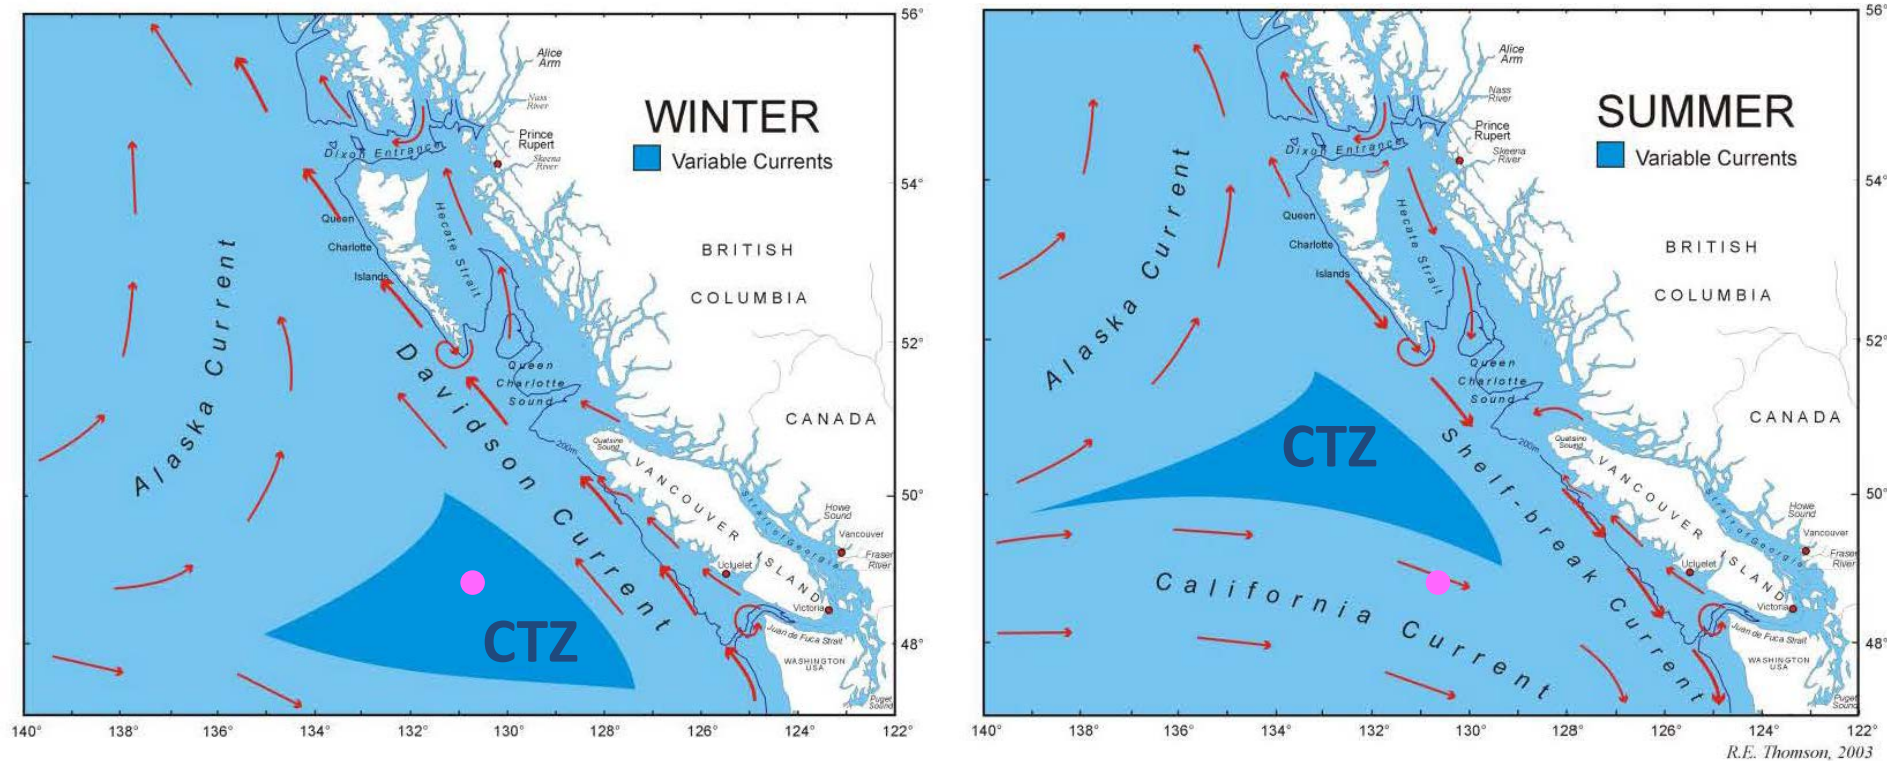 56°
Alice
Arm
Nass
River
WINTER
Variable Currents
Prince
Rupert
Skeena
River
Dixon Entrance
54°
Queen
Charlotte
Islands
Hecate Strait
BRITISH
COLUMBIA
Alaska Current
52°
Davidson Current
Queen
Charlotte
Sound
CANADA
200m
Quatsino
Sound
VANCOUVER ISLAND
Strait of Georgia
50°
Howe
Sound
Vancouver
Fraser
River
Ucluelet
CTZ
Victoria
Juan de Fuca Strait
48°
WASHINGTON
USA
Puget
Sound
140° 138° 136° 134° 132° 130° 128° 126° 124° 122°
56°
Alice
Arm
Nass
River
SUMMER
Variable Currents
Prince
Rupert
Skeena
River
Dixon Entrance
54°
Queen
Charlotte
Islands
Hecate Strait
BRITISH
COLUMBIA
Alaska Current
52°
Queen
Charlotte
Sound
CANADA
CTZ
Shelf-break Current
200m
Quatsino
Sound
VANCOUVER ISLAND
Strait of Georgia
50°
Howe
Sound
Vancouver
Fraser
River
Ucluelet
California Current
Victoria
Juan de Fuca Strait
48°
WASHINGTON
USA
Puget
Sound
140° 138° 136° 134° 132° 130° 128° 126° 124° 122°
R.E. Thomson, 2003